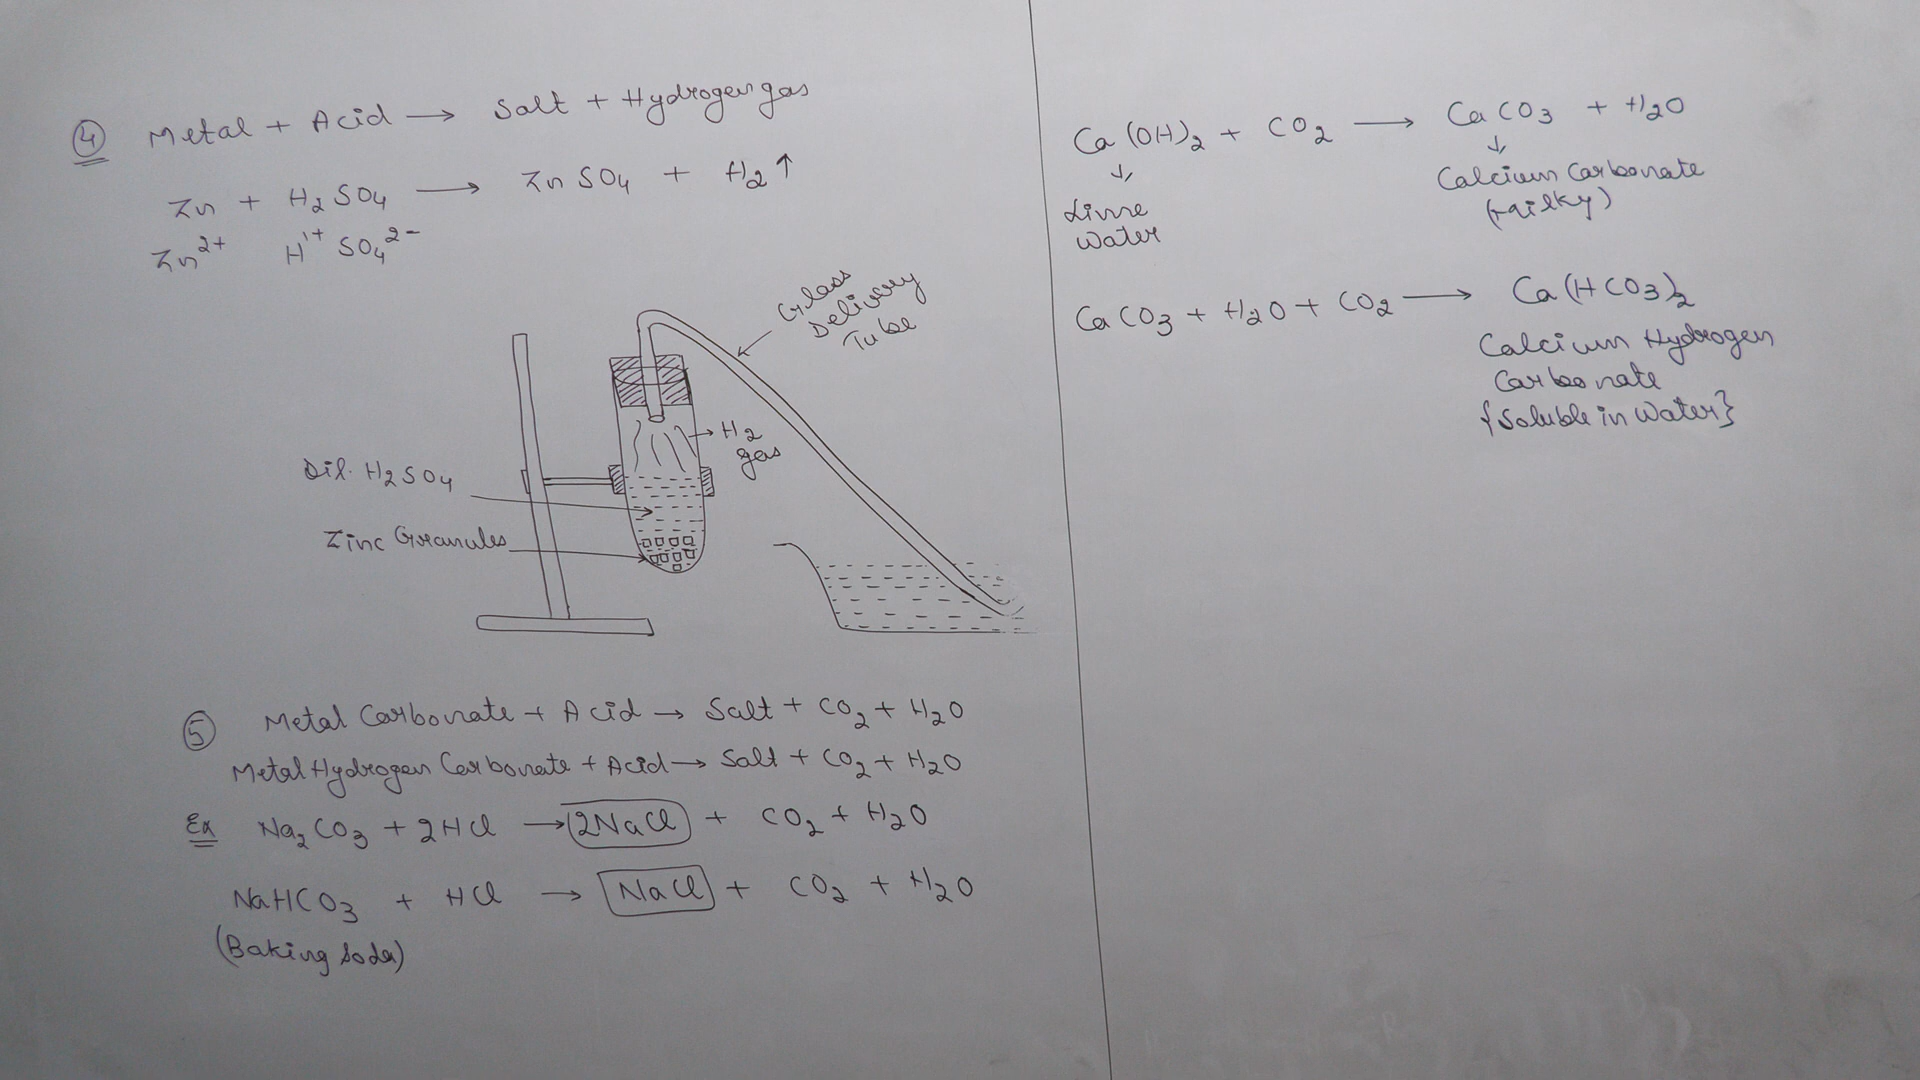 ④ Metal + Acid → Salt + Hydrogen gas
Zn + H₂SO₄ → ZnSO₄ + H₂↑
Zn²⁺ H¹⁺ SO₄²⁻
Glass
Delivery
Tube
H₂
gas
Dil. H₂SO₄
Zinc Granules
⑤ Metal Carbonate + Acid → Salt + CO₂ + H₂O
Metal Hydrogen Carbonate + Acid → Salt + CO₂ + H₂O
Ex Na₂CO₃ + 2HCl → 2NaCl + CO₂ + H₂O
NaHCO₃ + HCl → NaCl + CO₂ + H₂O
(Baking Soda)
Ca(OH)₂ + CO₂ → CaCO₃ + H₂O
↓ ↓
Lime
Water
Calcium Carbonate
(milky)
CaCO₃ + H₂O + CO₂ → Ca(HCO₃)₂
Calcium Hydrogen
Carbonate
{Soluble in Water}